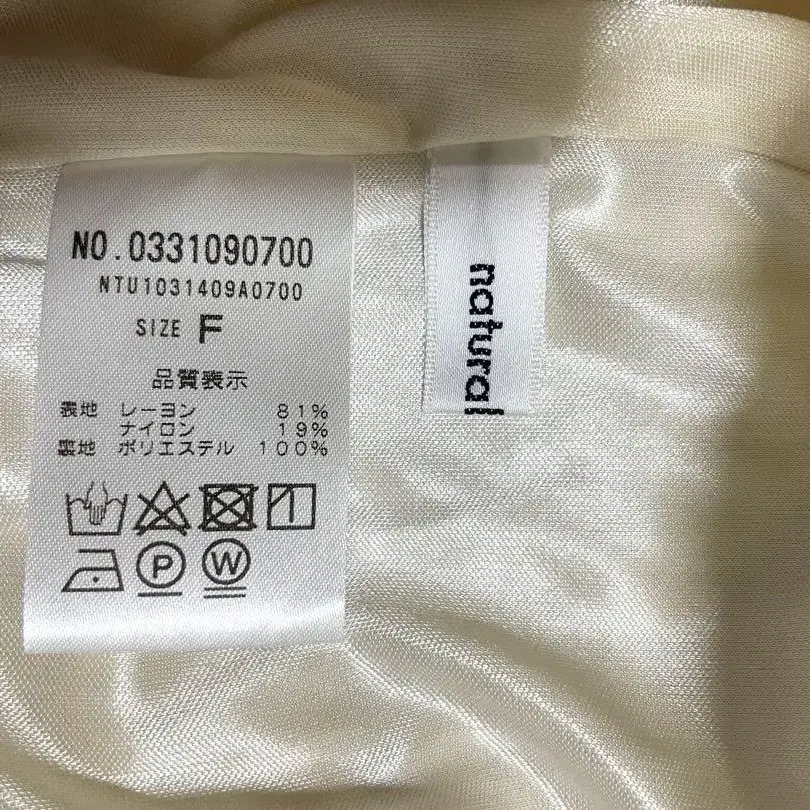 NO.0331090700
NTU1031409A0700
SIZE F
品質表示
表地 レーヨン 81%
ナイロン 19%
裏地 ポリエステル 100%
P W
natural